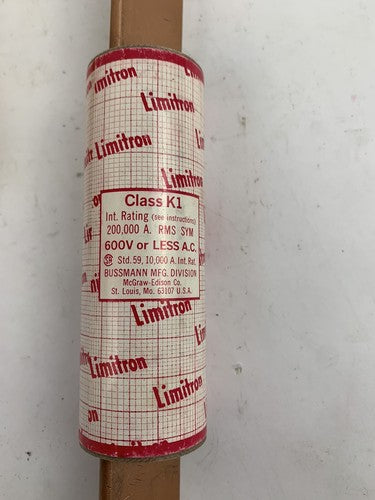 Limitron
Limitron
Limitron
Limitron
Class K1
Int. Rating (see instructions)
200,000 A. RMS SYM
600V or LESS A.C.
Std. 59, 10,000 A. Int. Rat.
BUSSMANN MFG. DIVISION
McGraw-Edison Co.
St. Louis, Mo. 63107 U.S.A.
Limitron
Limitron
Limitron